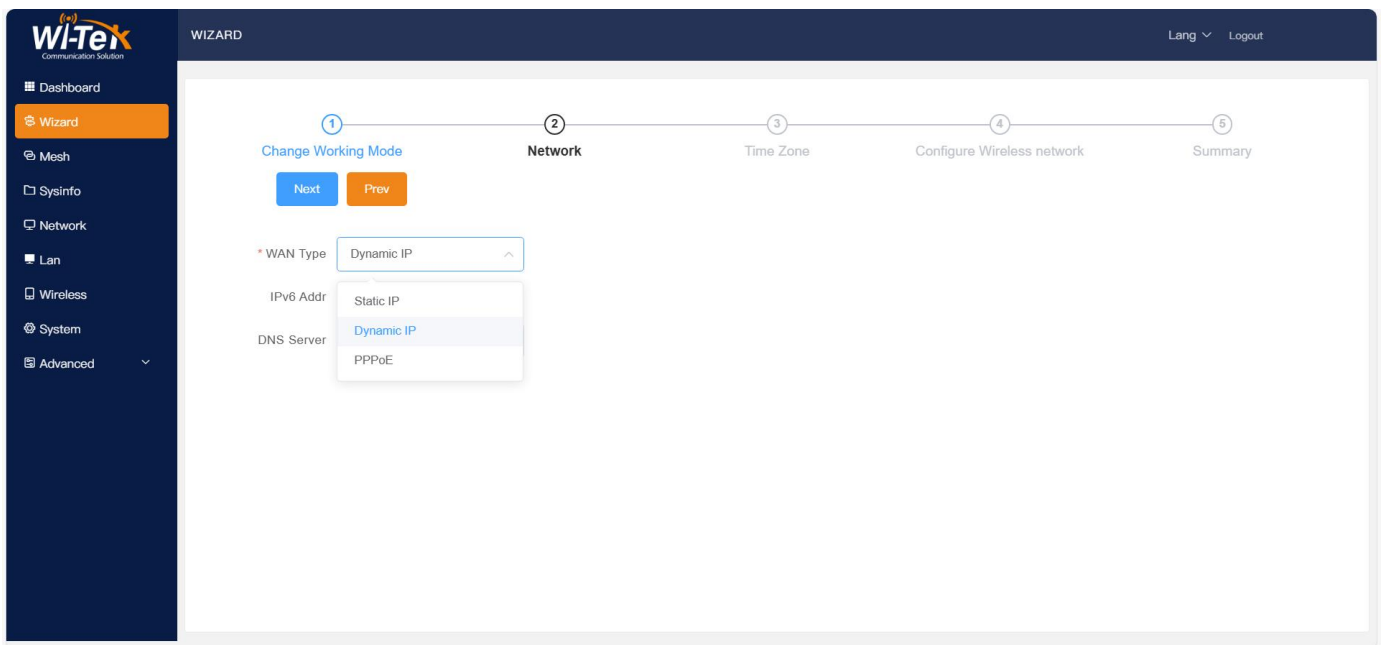 Wi-Tek
Communication Solution
WIZARD
Lang
Logout
Dashboard
Wizard
Mesh
Sysinfo
Network
Lan
Wireless
System
Advanced
1
2
3
4
5
Change Working Mode
Network
Time Zone
Configure Wireless network
Summary
Next
Prev
* WAN Type
Dynamic IP
IPv6 Addr
DNS Server
Static IP
Dynamic IP
PPPoE